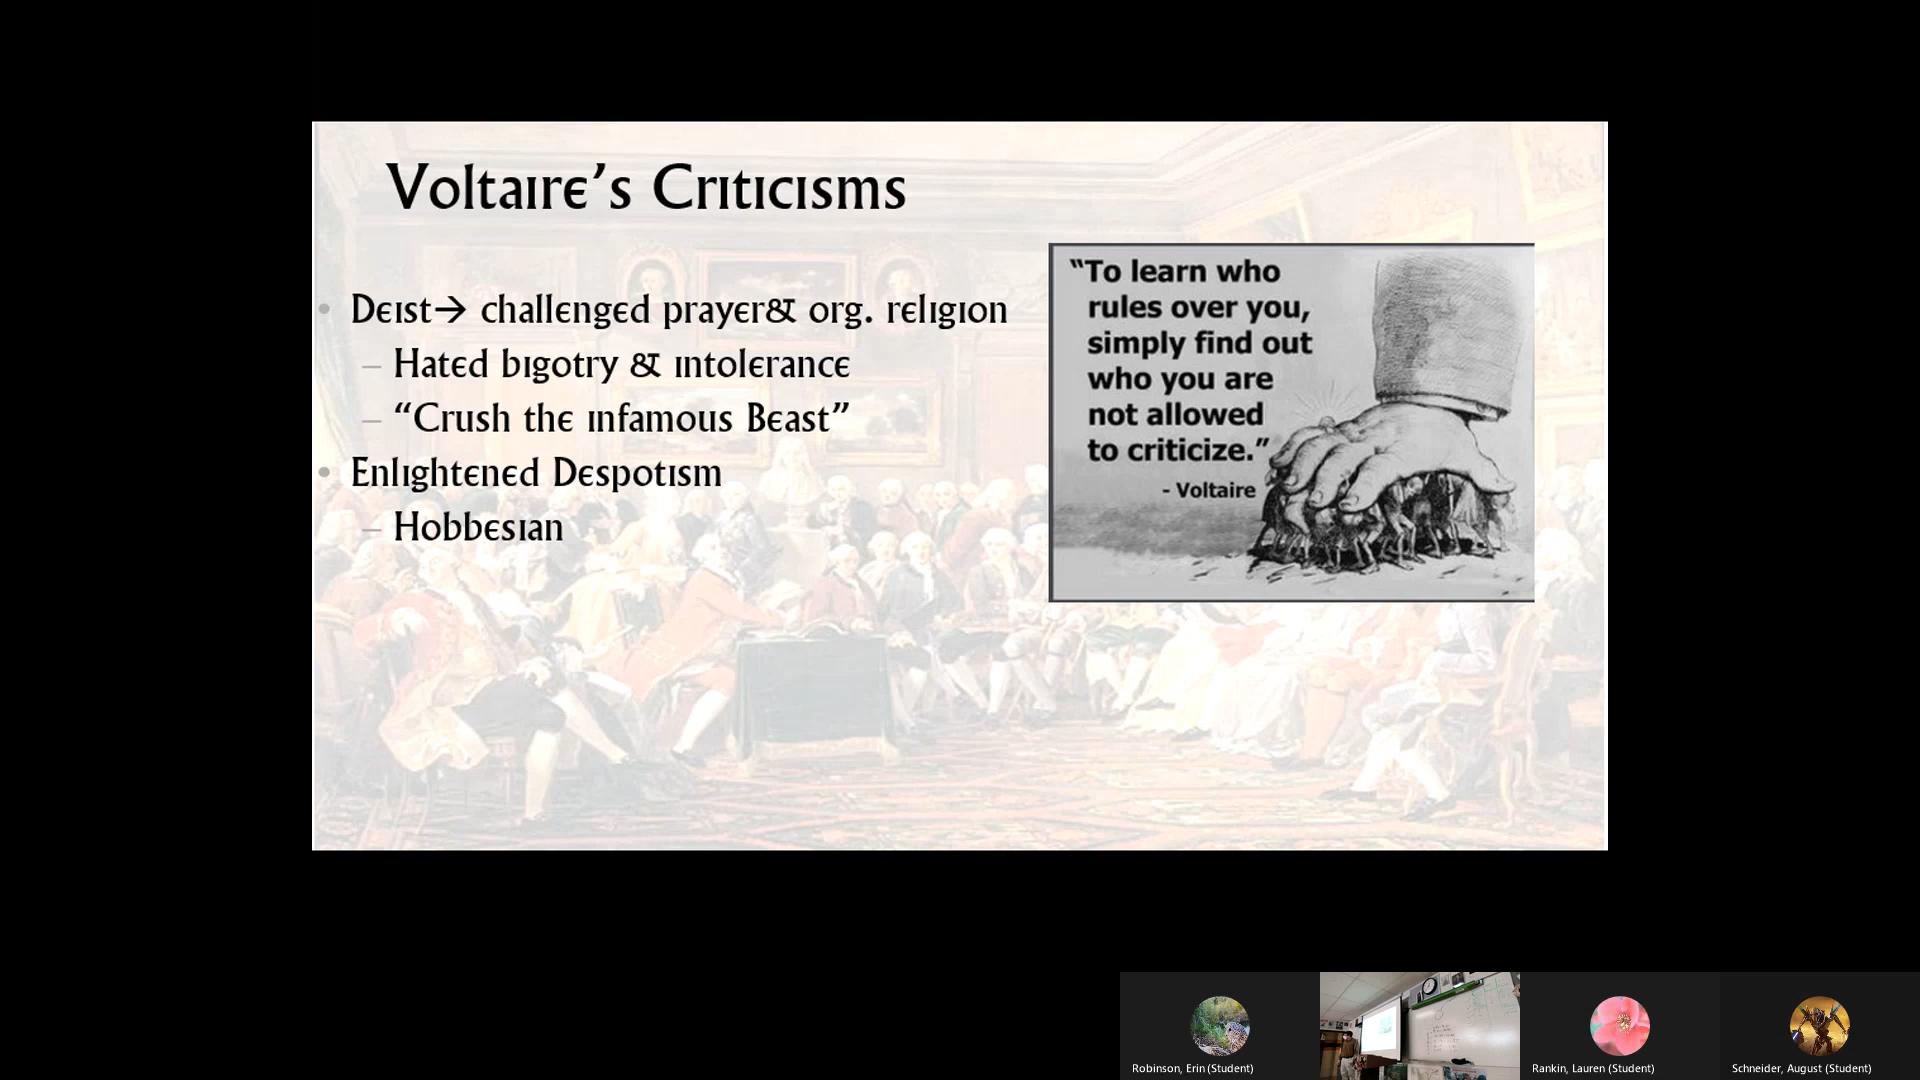 Voltaire's Criticisms
• Deist→ challenged prayer& org. religion
– Hated bigotry & intolerance
– “Crush the infamous Beast”
• Enlightened Despotism
– Hobbesian
“To learn who
rules over you,
simply find out
who you are
not allowed
to criticize.”
- Voltaire
Robinson, Erin (Student)
Rankin, Lauren (Student)
Schneider, August (Student)